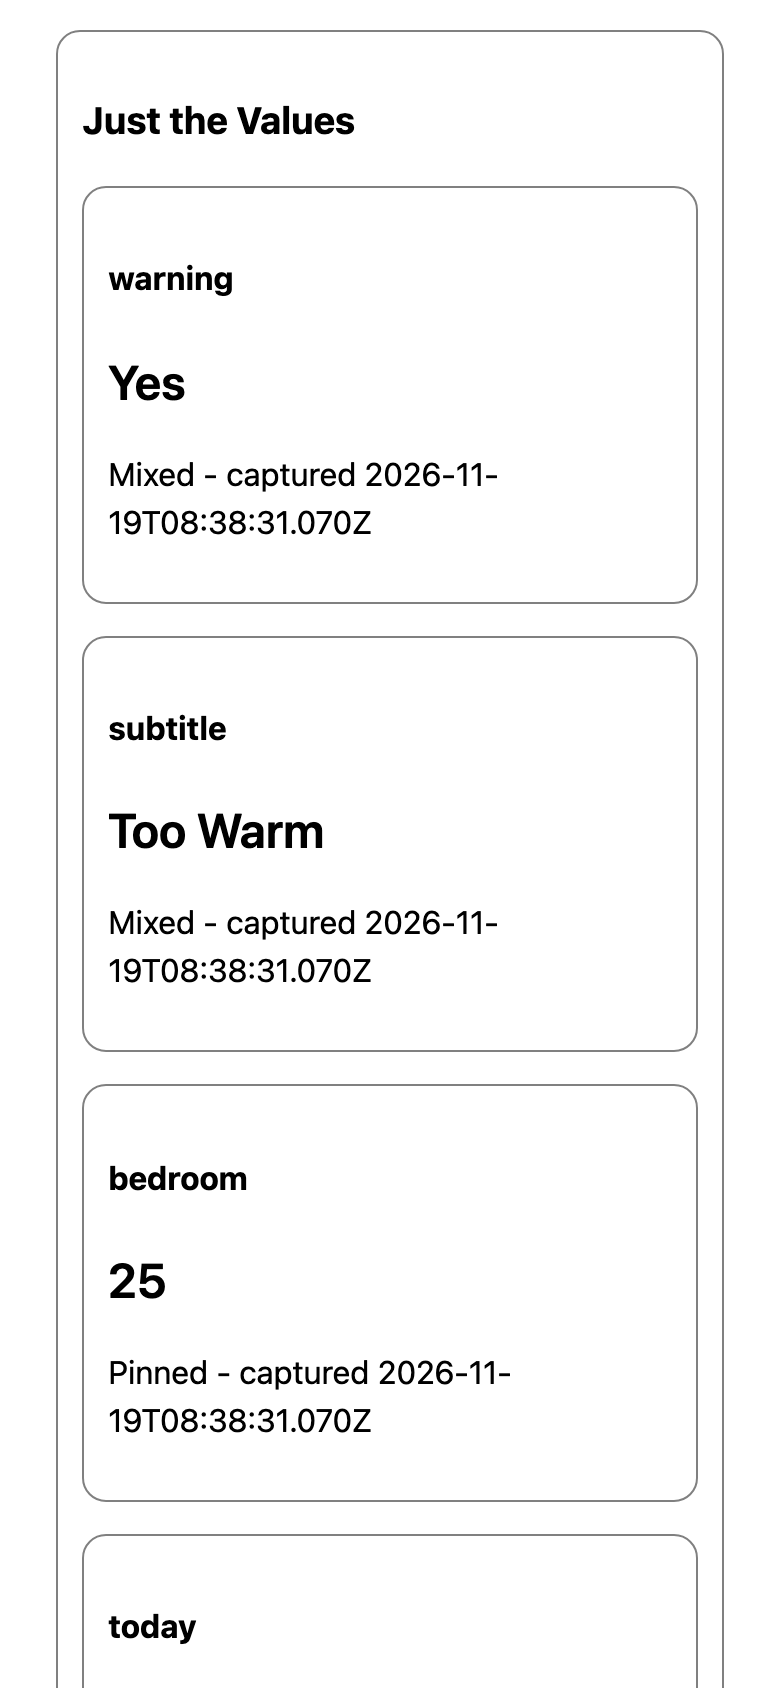 Just the Values
warning
Yes
Mixed - captured 2026-11-
19T08:38:31.070Z
subtitle
Too Warm
Mixed - captured 2026-11-
19T08:38:31.070Z
bedroom
25
Pinned - captured 2026-11-
19T08:38:31.070Z
today